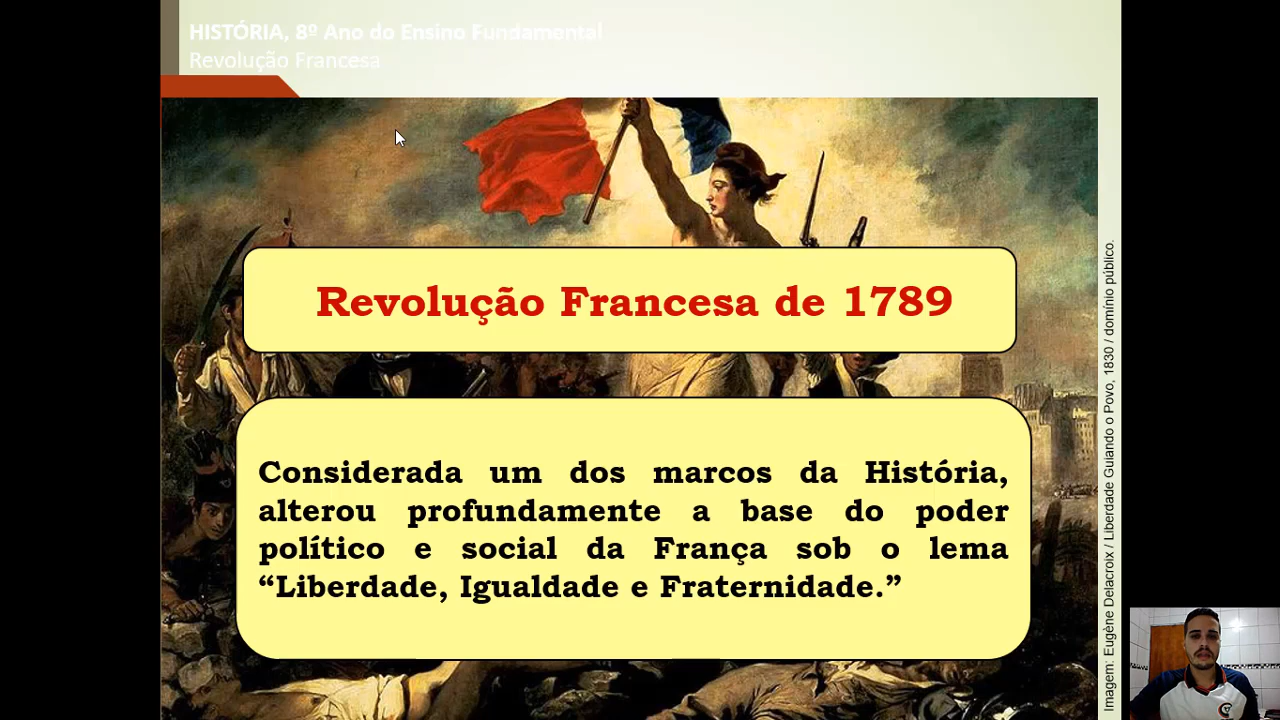 HISTÓRIA, 8º Ano do Ensino Fundamental
Revolução Francesa
Revolução Francesa de 1789
Considerada um dos marcos da História,
alterou profundamente a base do poder
político e social da França sob o lema
“Liberdade, Igualdade e Fraternidade.”
Imagem: Eugène Delacroix / Liberdade Guiando o Povo, 1830 / domínio público.